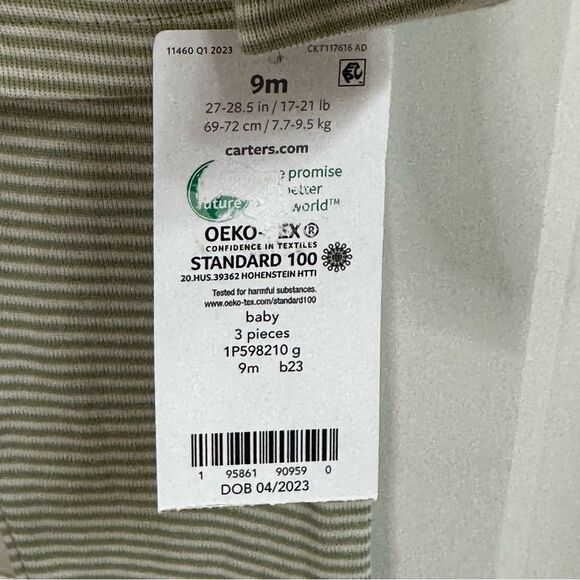 11460 Q1 2023 CKT117616 AD
9m
27-28.5 in / 17-21 lb
69-72 cm / 7.7-9.5 kg
carters.com
promise
future world™
OEKO- EX®
CONFIDENCE IN TEXTILES
STANDARD 100
20.HUS.39362 HOHENSTEIN HTTI
Tested for harmful substances.
www.oeko-tex.com/standard100
baby
3 pieces
1P598210 g
9m b23
1 95861 90959 0
DOB 04/2023